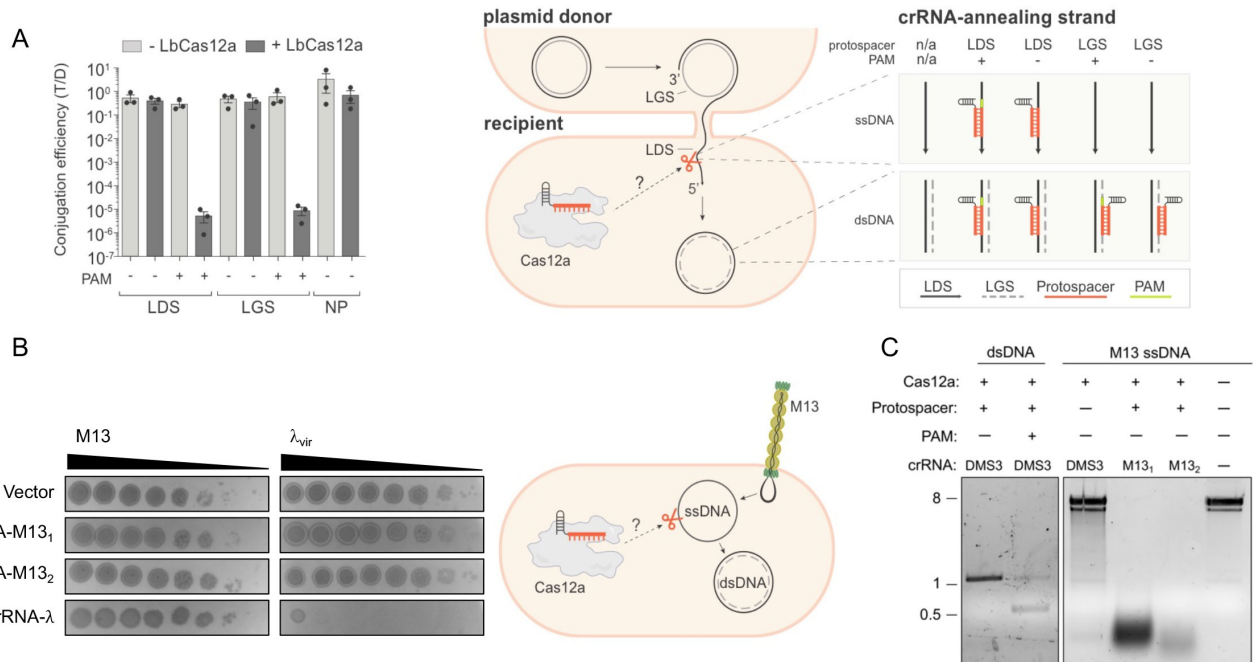 A
- LbCas12a + LbCas12a
Conjugation efficiency (T/D)
10^1
10^0
10^-1
10^-2
10^-3
10^-4
10^-5
10^-6
10^-7
PAM - - + + - - + + - -
LDS LGS NP
plasmid donor
3'
LGS
recipient
LDS
?
5'
Cas12a
crRNA-annealing strand
protospacer n/a LDS LDS LGS LGS
PAM n/a + - + -
ssDNA
dsDNA
LDS LGS Protospacer PAM
B
M13 λvir
Vector
A-M13₁
A-M13₂
rRNA-λ
M13
ssDNA
?
Cas12a
dsDNA
C
dsDNA M13 ssDNA
Cas12a: + + + + + —
Protospacer: + + — + + —
PAM: — + — — — —
crRNA: DMS3 DMS3 DMS3 M13₁ M13₂ —
8 —
1 —
0.5 —